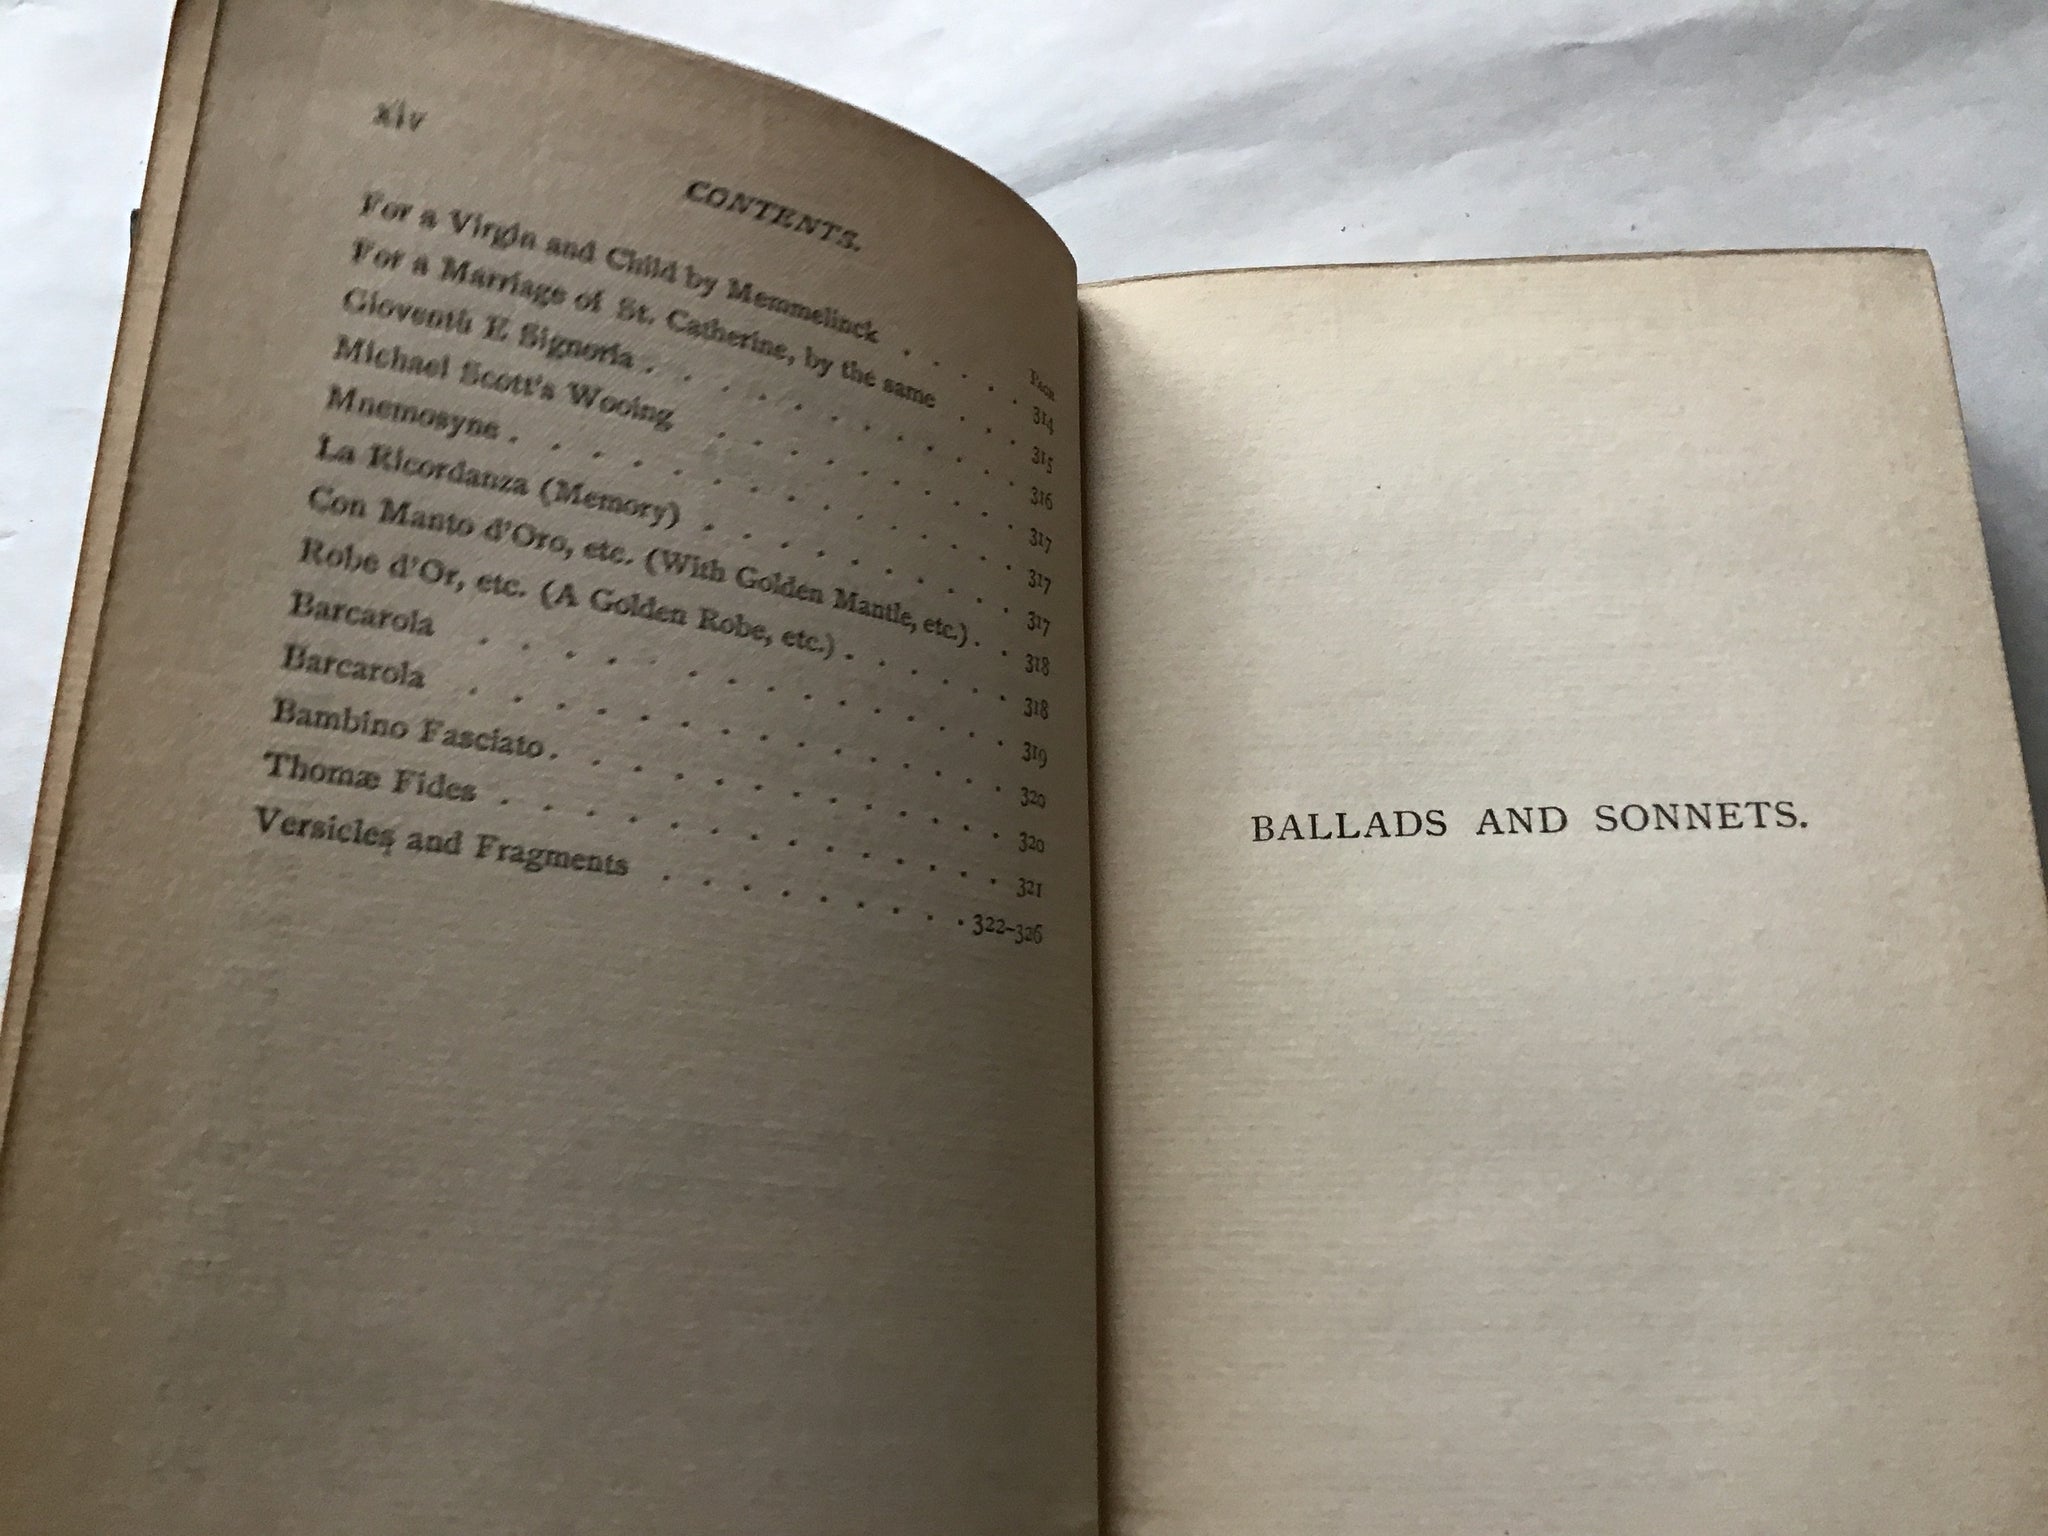 xiv
CONTENTS.
PAGE
For a Virgin and Child by Memmelinck . . . . 314
For a Marriage of St. Catherine, by the same . . . 315
Gioventù E Signoria . . . . . . . . . 316
Michael Scott's Wooing . . . . . . . . 317
Mnemosyne . . . . . . . . . . . . 317
La Ricordanza (Memory) . . . . . . . . 317
Con Manto d'Oro, etc. (With Golden Mantle, etc.) . . 318
Robe d'Or, etc. (A Golden Robe, etc.) . . . . . 318
Barcarola . . . . . . . . . . . . . 319
Barcarola . . . . . . . . . . . . . 320
Bambino Fasciato . . . . . . . . . . . 320
Thomæ Fides . . . . . . . . . . . . 321
Versicles and Fragments . . . . . . . . 322-326
BALLADS AND SONNETS.